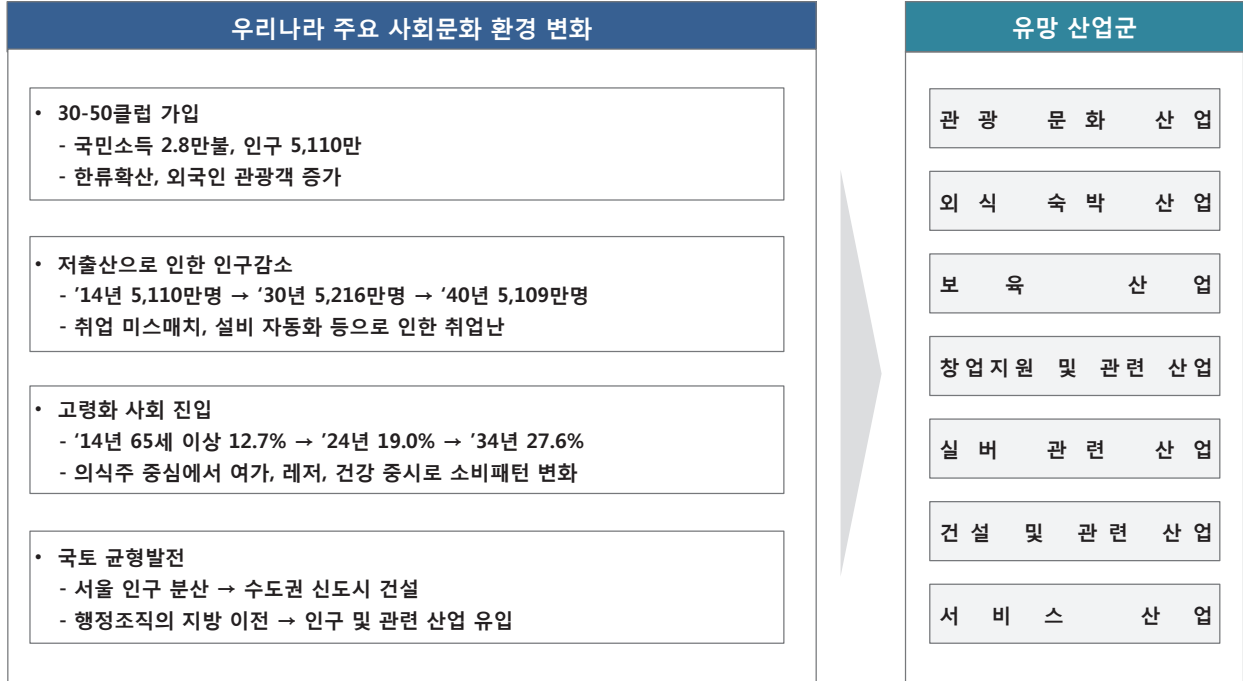 우리나라 주요 사회문화 환경 변화
• 30-50클럽 가입
- 국민소득 2.8만불, 인구 5,110만
- 한류확산, 외국인 관광객 증가
• 저출산으로 인한 인구감소
- ’14년 5,110만명 → ‘30년 5,216만명 → ‘40년 5,109만명
- 취업 미스매치, 설비 자동화 등으로 인한 취업난
• 고령화 사회 진입
- ‘14년 65세 이상 12.7% → ’24년 19.0% → ’34년 27.6%
- 의식주 중심에서 여가, 레저, 건강 중시로 소비패턴 변화
• 국토 균형발전
- 서울 인구 분산 → 수도권 신도시 건설
- 행정조직의 지방 이전 → 인구 및 관련 산업 유입
유망 산업군
관광 문화 산업
외식 숙박 산업
보육 산업
창업지원 및 관련 산업
실버 관련 산업
건설 및 관련 산업
서비스 산업